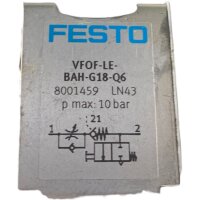 FESTO
VFOF-LE-
BAH-G18-Q6
8001459 LN43
p max: 10 bar
21
1
2